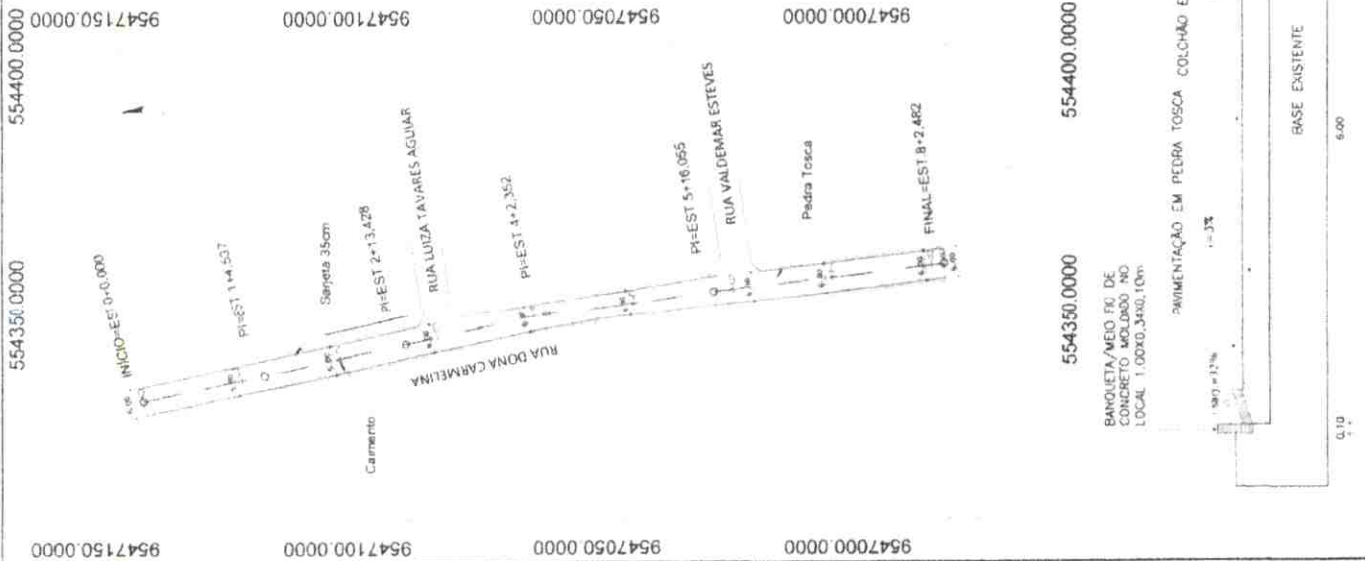 9547150.0000
9547100.0000
9547050.0000
9547000.0000
554400.0000
554350.0000
INÍCIO=EST 0+0.000
PI=EST 1+4,537
Sarjeta 35cm
PI=EST 2+13,428
RUA LUIZA TAVARES AGUIAR
PI=EST 4+2,352
PI=EST 5+16,055
RUA VALDEMAR ESTEVES
Pedra Tosca
FINAL=EST 8+2,482
RUA DONA CARMELINA
9547150.0000
9547100.0000
9547050.0000
9547000.0000
554400.0000
554350.0000
BANQUETA/MEIO FIO DE
CONCRETO MOLDADO NO
LOCAL 1.00X0,34X0,10m
PAVIMENTAÇÃO EM PEDRA TOSCA COLCHÃO E
i=3%
BASE EXISTENTE
0,10
6.00